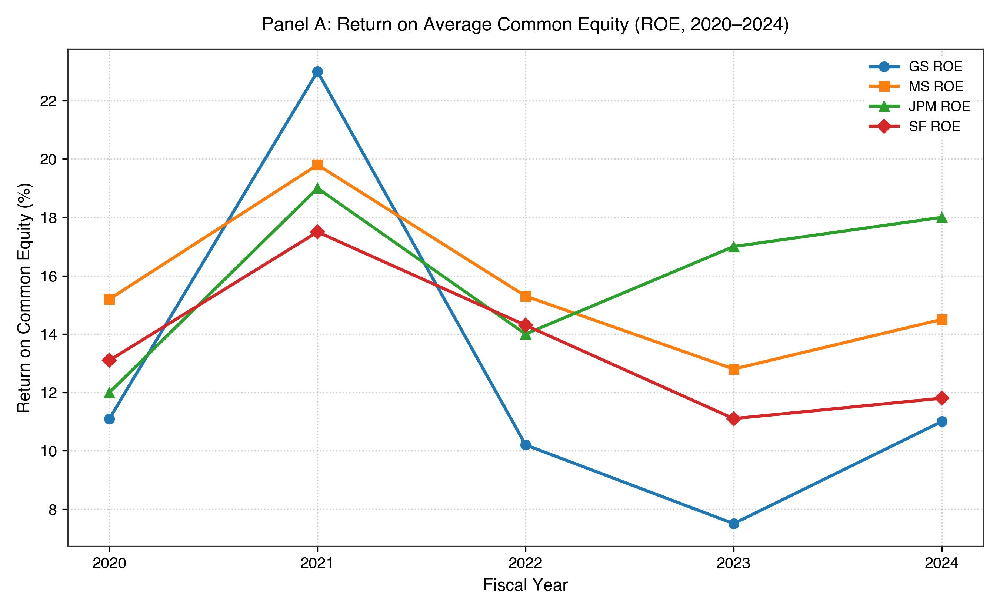 Panel A: Return on Average Common Equity (ROE, 2020–2024)
GS ROE
MS ROE
JPM ROE
SF ROE
Return on Common Equity (%)
22
20
18
16
14
12
10
8
2020 2021 2022 2023 2024
Fiscal Year